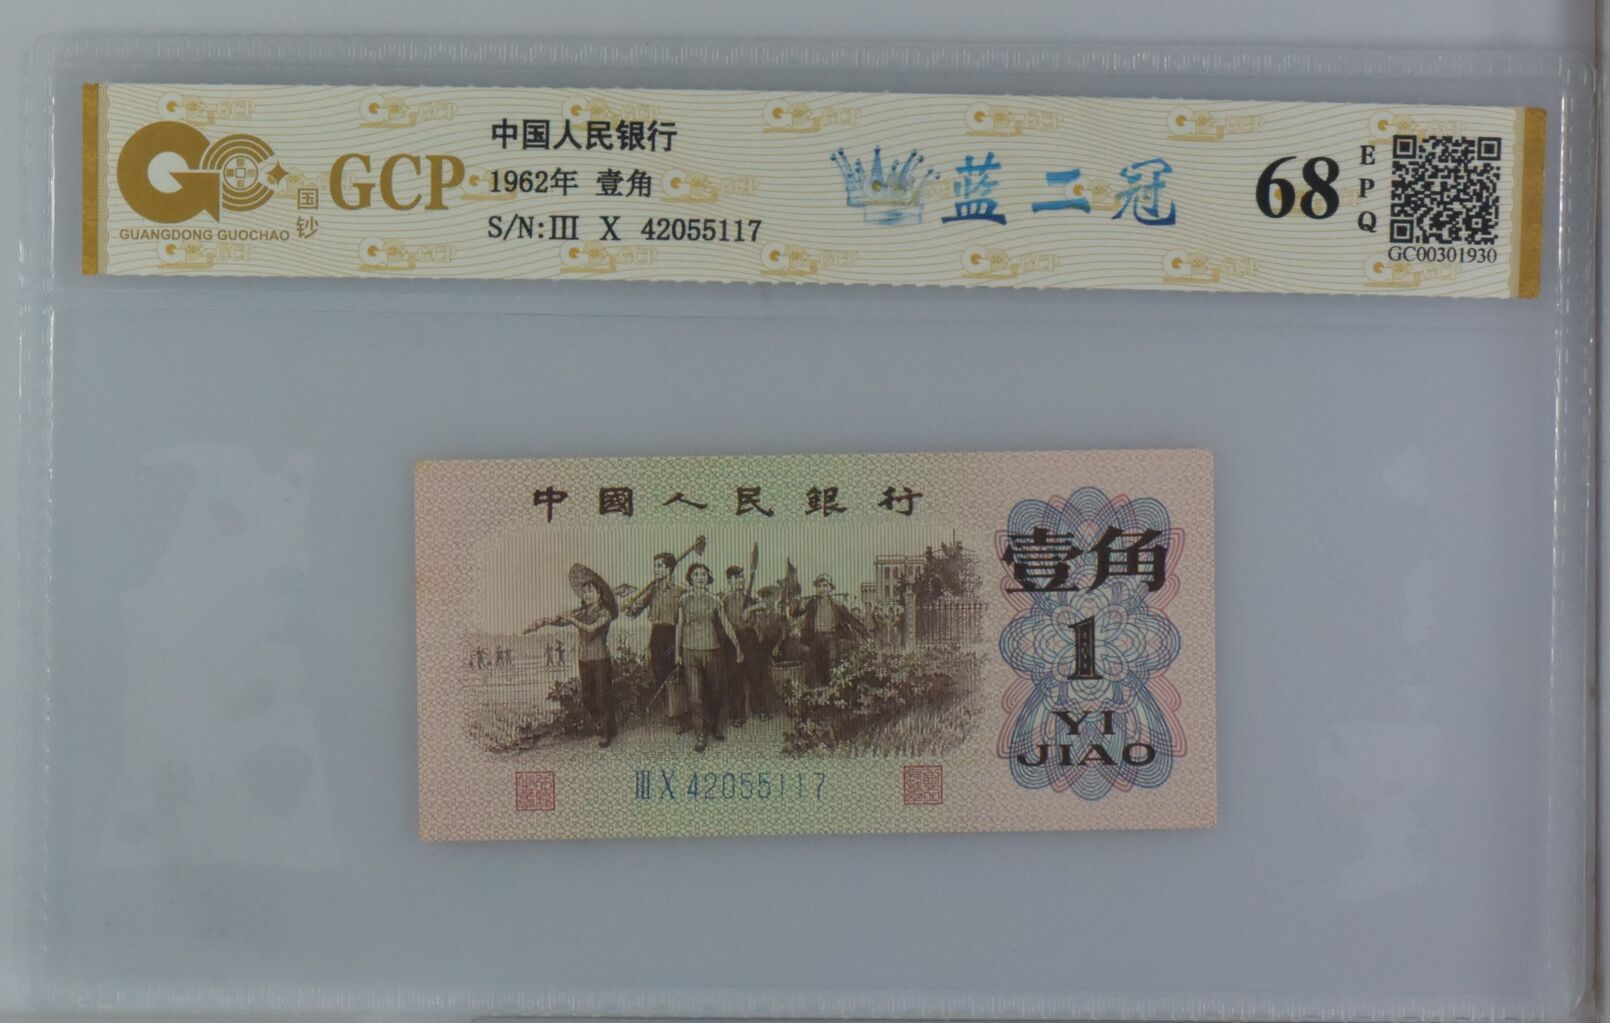 中国人民银行
1962年 壹角
S/N:III X 42055117
GCP
国钞
GUANGDONG GUOCHAO
蓝二冠
68
EPQ
GC00301930
中國人民銀行
壹角
1
YI
JIAO
III X 42055117